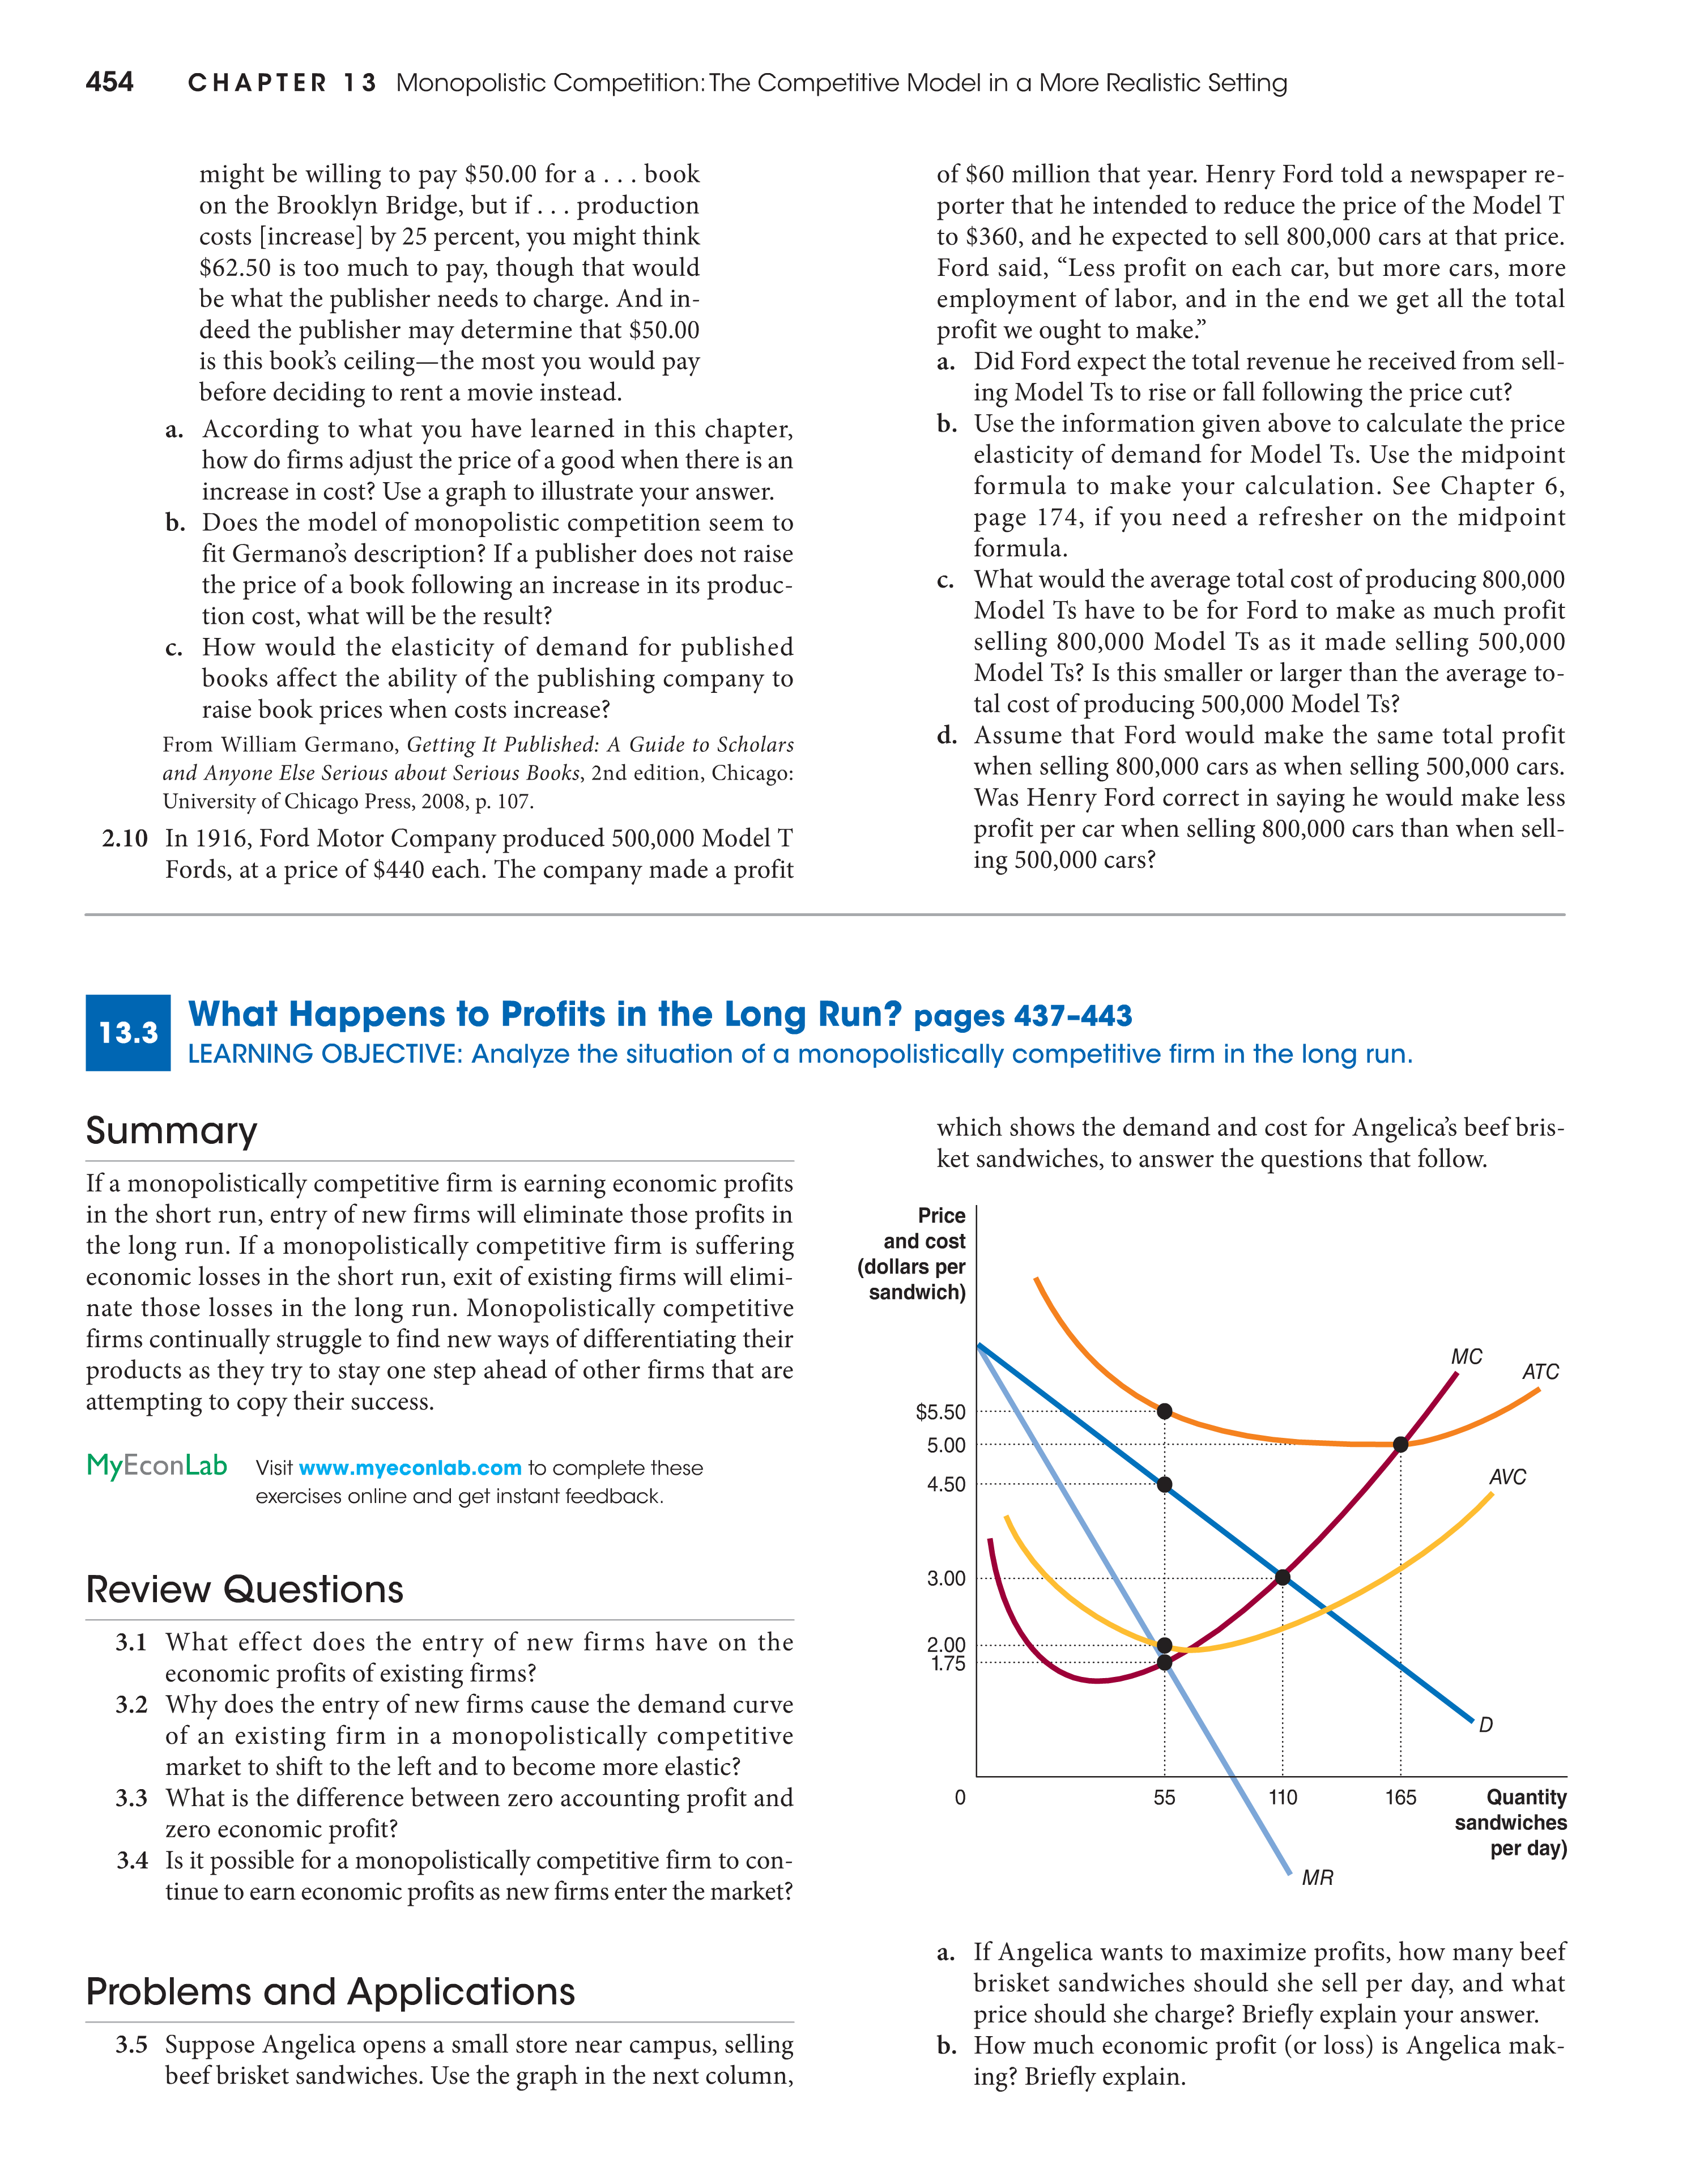 454 CHAPTER 13 Monopolistic Competition: The Competitive Model in a More Realistic Setting
might be willing to pay $50.00 for a . . . book
on the Brooklyn Bridge, but if . . . production
costs [increase] by 25 percent, you might think
$62.50 is too much to pay, though that would
be what the publisher needs to charge. And in-
deed the publisher may determine that $50.00
is this book’s ceiling—the most you would pay
before deciding to rent a movie instead.
a. According to what you have learned in this chapter,
how do firms adjust the price of a good when there is an
increase in cost? Use a graph to illustrate your answer.
b. Does the model of monopolistic competition seem to
fit Germano’s description? If a publisher does not raise
the price of a book following an increase in its produc-
tion cost, what will be the result?
c. How would the elasticity of demand for published
books affect the ability of the publishing company to
raise book prices when costs increase?
From William Germano, Getting It Published: A Guide to Scholars
and Anyone Else Serious about Serious Books, 2nd edition, Chicago:
University of Chicago Press, 2008, p. 107.
2.10 In 1916, Ford Motor Company produced 500,000 Model T
Fords, at a price of $440 each. The company made a profit
of $60 million that year. Henry Ford told a newspaper re-
porter that he intended to reduce the price of the Model T
to $360, and he expected to sell 800,000 cars at that price.
Ford said, “Less profit on each car, but more cars, more
employment of labor, and in the end we get all the total
profit we ought to make.”
a. Did Ford expect the total revenue he received from sell-
ing Model Ts to rise or fall following the price cut?
b. Use the information given above to calculate the price
elasticity of demand for Model Ts. Use the midpoint
formula to make your calculation. See Chapter 6,
page 174, if you need a refresher on the midpoint
formula.
c. What would the average total cost of producing 800,000
Model Ts have to be for Ford to make as much profit
selling 800,000 Model Ts as it made selling 500,000
Model Ts? Is this smaller or larger than the average to-
tal cost of producing 500,000 Model Ts?
d. Assume that Ford would make the same total profit
when selling 800,000 cars as when selling 500,000 cars.
Was Henry Ford correct in saying he would make less
profit per car when selling 800,000 cars than when sell-
ing 500,000 cars?
13.3 What Happens to Profits in the Long Run? pages 437–443
LEARNING OBJECTIVE: Analyze the situation of a monopolistically competitive firm in the long run.
Summary
If a monopolistically competitive firm is earning economic profits
in the short run, entry of new firms will eliminate those profits in
the long run. If a monopolistically competitive firm is suffering
economic losses in the short run, exit of existing firms will elimi-
nate those losses in the long run. Monopolistically competitive
firms continually struggle to find new ways of differentiating their
products as they try to stay one step ahead of other firms that are
attempting to copy their success.
MyEconLab Visit www.myeconlab.com to complete these
exercises online and get instant feedback.
Review Questions
3.1 What effect does the entry of new firms have on the
economic profits of existing firms?
3.2 Why does the entry of new firms cause the demand curve
of an existing firm in a monopolistically competitive
market to shift to the left and to become more elastic?
3.3 What is the difference between zero accounting profit and
zero economic profit?
3.4 Is it possible for a monopolistically competitive firm to con-
tinue to earn economic profits as new firms enter the market?
Problems and Applications
3.5 Suppose Angelica opens a small store near campus, selling
beef brisket sandwiches. Use the graph in the next column,
which shows the demand and cost for Angelica’s beef bris-
ket sandwiches, to answer the questions that follow.
Price
and cost
(dollars per
sandwich)
MC
ATC
$5.50
5.00
4.50
AVC
3.00
2.00
1.75
D
0 55 110 165 Quantity
sandwiches
per day)
MR
a. If Angelica wants to maximize profits, how many beef
brisket sandwiches should she sell per day, and what
price should she charge? Briefly explain your answer.
b. How much economic profit (or loss) is Angelica mak-
ing? Briefly explain.